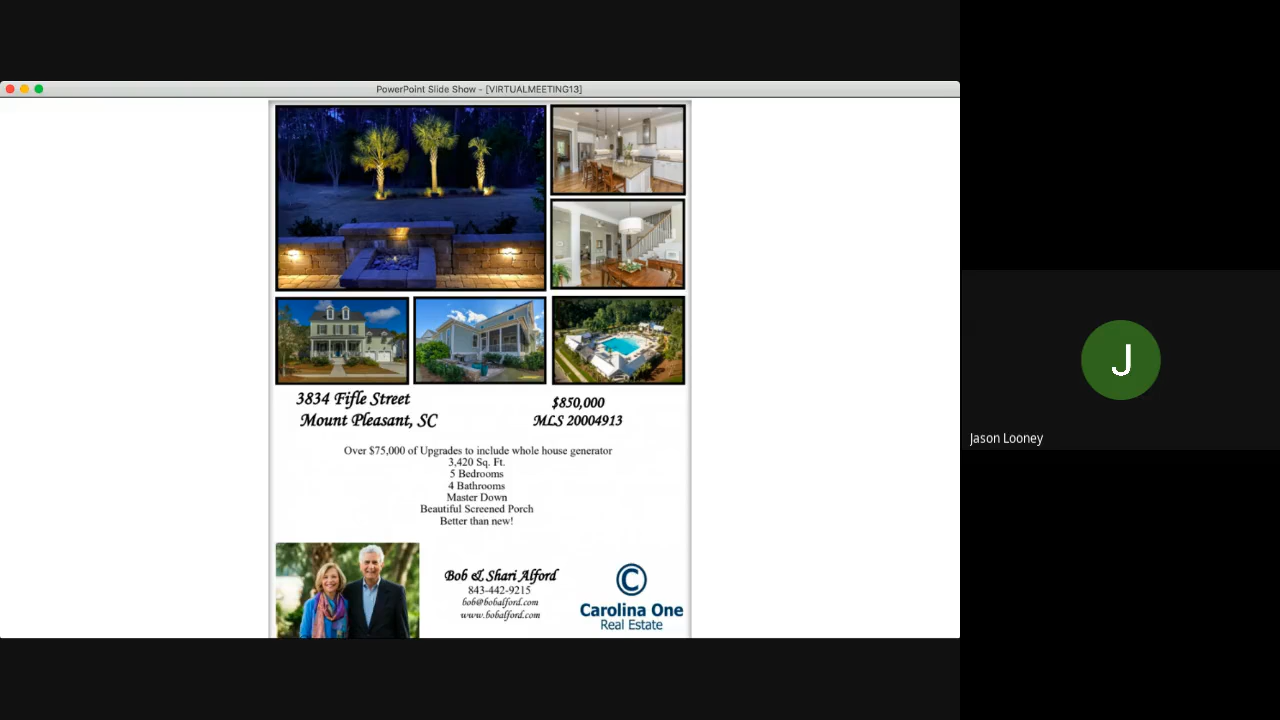 PowerPoint Slide Show - [VIRTUALMEETING13]
3834 Fifle Street
Mount Pleasant, SC
$850,000
MLS 20004913
Over $75,000 of Upgrades to include whole house generator
3,420 Sq. Ft.
5 Bedrooms
4 Bathrooms
Master Down
Beautiful Screened Porch
Better than new!
Bob & Shari Alford
843-442-9215
bob@bobalford.com
www.bobalford.com
C
Carolina One
Real Estate
J
Jason Looney